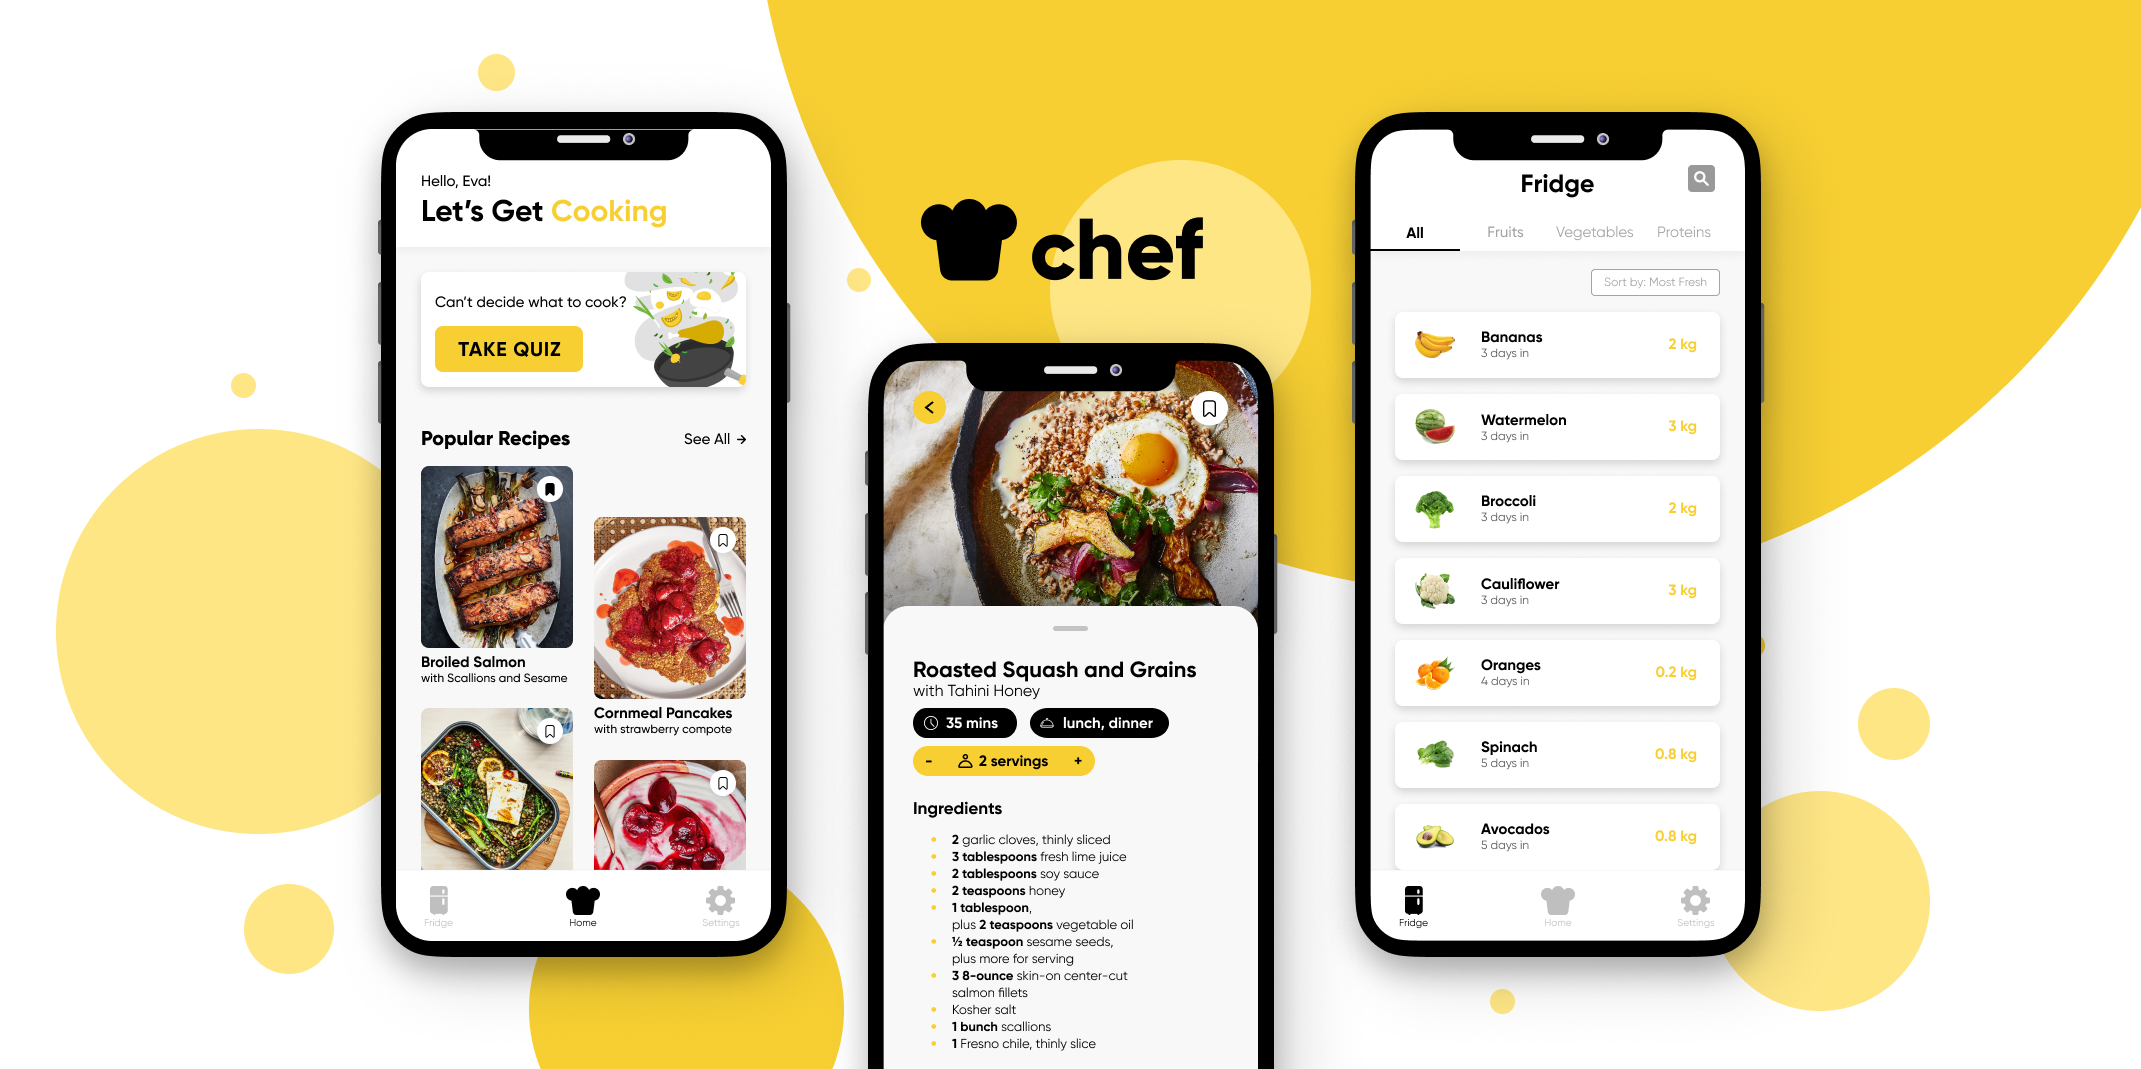 Hello, Eva!
Let’s Get Cooking
Can’t decide what to cook?
TAKE QUIZ
Popular Recipes
See All →
Broiled Salmon
with Scallions and Sesame
Cornmeal Pancakes
with strawberry compote
Fridge
Home
Settings
chef
<
Roasted Squash and Grains
with Tahini Honey
35 mins
lunch, dinner
- 2 servings +
Ingredients
2 garlic cloves, thinly sliced
3 tablespoons fresh lime juice
2 tablespoons soy sauce
2 teaspoons honey
1 tablespoon,
plus 2 teaspoons vegetable oil
½ teaspoon sesame seeds,
plus more for serving
3 8-ounce skin-on center-cut
salmon fillets
Kosher salt
1 bunch scallions
1 Fresno chile, thinly slice
Fridge
All
Fruits
Vegetables
Proteins
Sort by: Most Fresh
Bananas
3 days in
2 kg
Watermelon
3 days in
3 kg
Broccoli
3 days in
2 kg
Cauliflower
3 days in
3 kg
Oranges
4 days in
0.2 kg
Spinach
5 days in
0.8 kg
Avocados
5 days in
0.8 kg
Fridge
Home
Settings